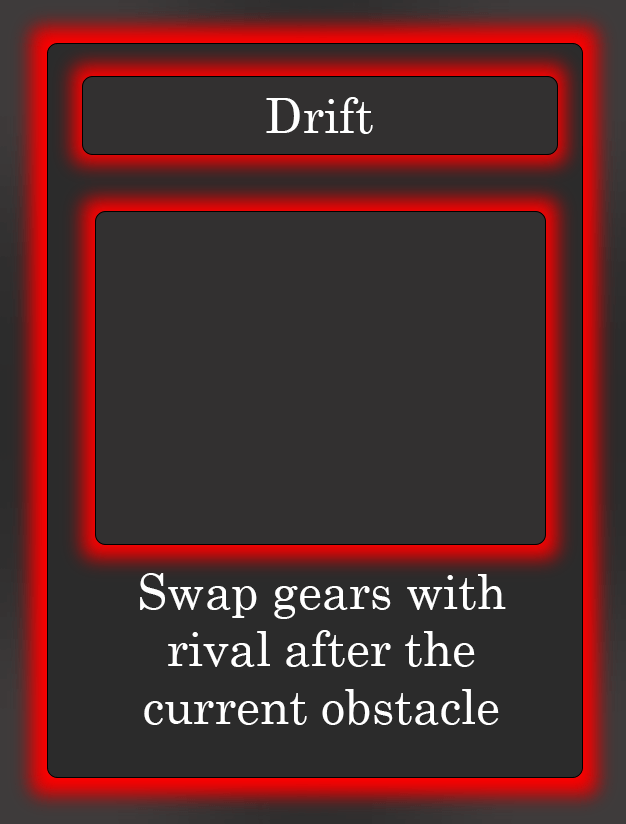 Drift
Swap gears with
rival after the
current obstacle